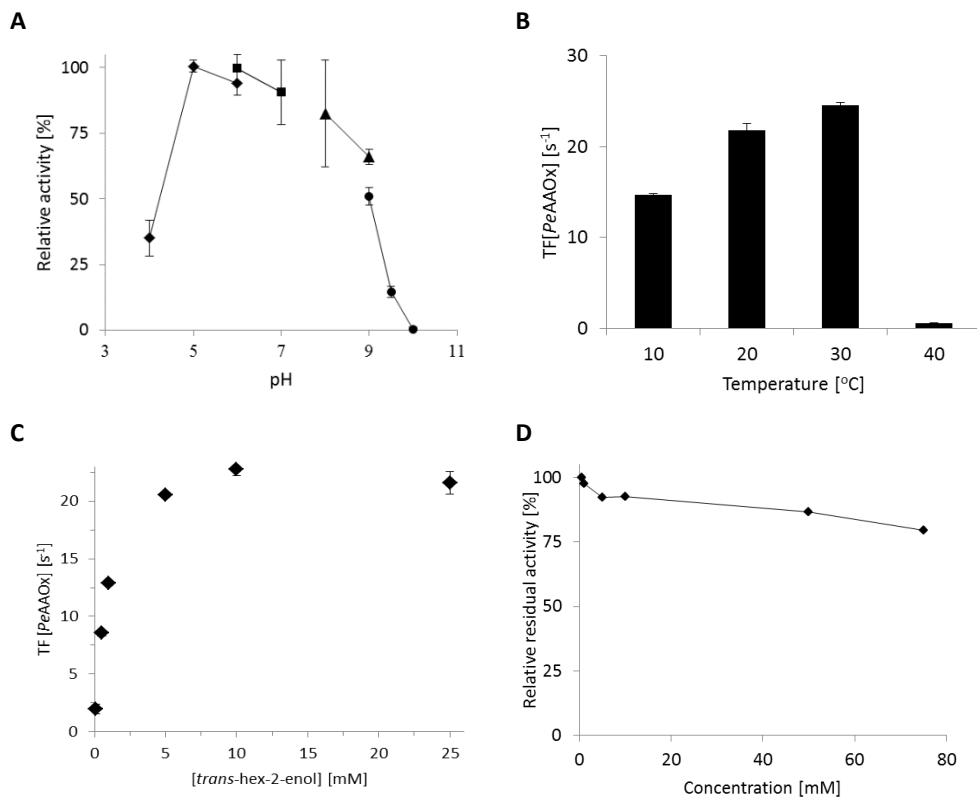 A
Relative activity [%]
100
75
50
25
0
3 5 7 9 11
pH
B
TF[PeAAOx] [s⁻¹]
30
20
10
0
10 20 30 40
Temperature [°C]
C
TF [PeAAOx] [s⁻¹]
20
15
10
5
0
0 5 10 15 20 25
[trans-hex-2-enol] [mM]
D
Relative residual activity [%]
100
75
50
25
0
0 20 40 60 80
Concentration [mM]